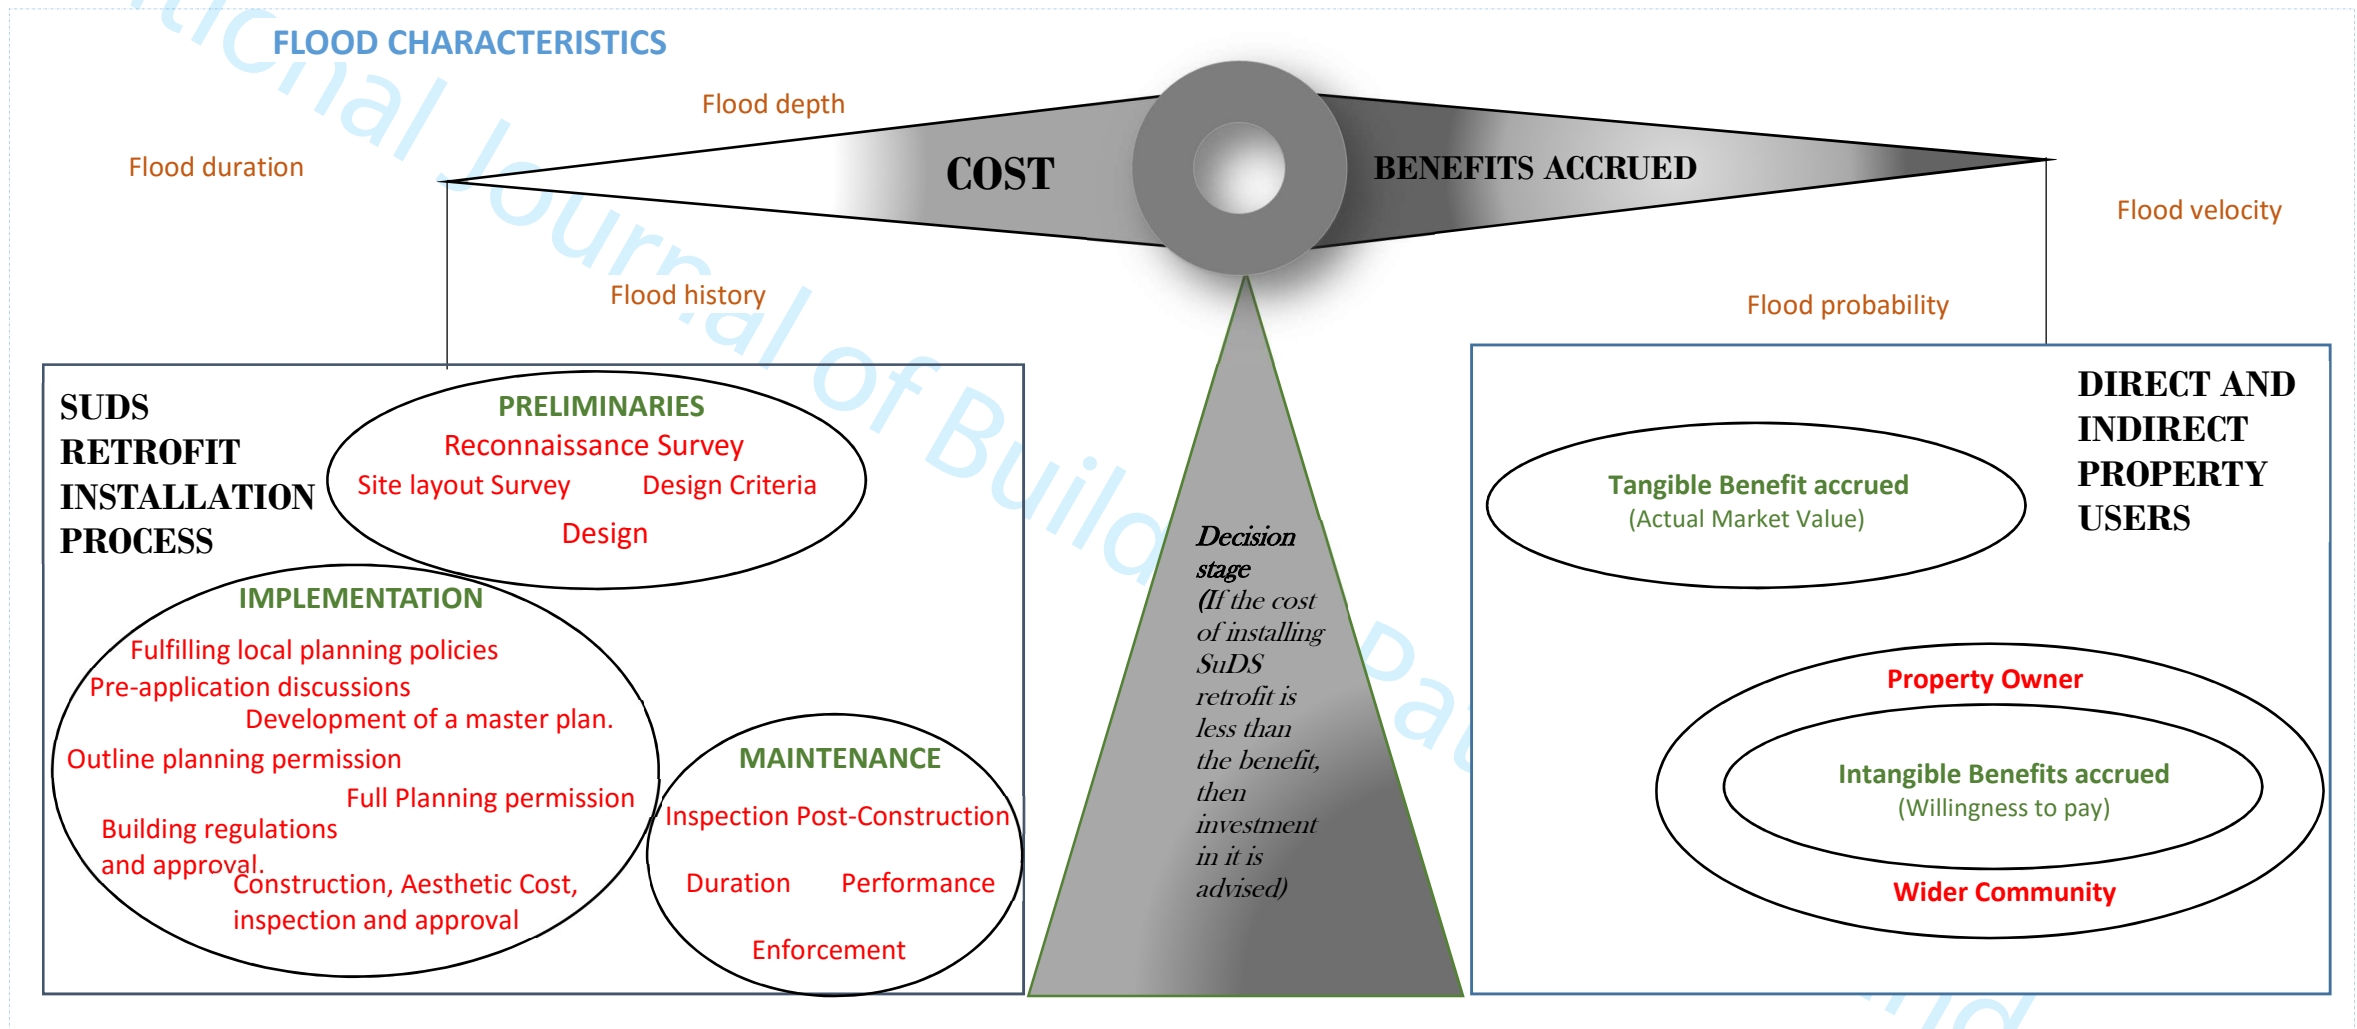 FLOOD CHARACTERISTICS
Flood depth
Flood duration
COST
BENEFITS ACCRUED
Flood velocity
Flood history
Flood probability
SUDS
RETROFIT
INSTALLATION
PROCESS
PRELIMINARIES
Reconnaissance Survey
Site layout Survey
Design Criteria
Design
IMPLEMENTATION
Fulfilling local planning policies
Pre-application discussions
Development of a master plan.
Outline planning permission
Full Planning permission
Building regulations
and approval.
Construction, Aesthetic Cost,
inspection and approval
MAINTENANCE
Inspection Post-Construction
Duration
Performance
Enforcement
Decision
stage
(If the cost
of installing
SuDS
retrofit is
less than
the benefit,
then
investment
in it is
advised)
DIRECT AND
INDIRECT
PROPERTY
USERS
Tangible Benefit accrued
(Actual Market Value)
Property Owner
Intangible Benefits accrued
(Willingness to pay)
Wider Community
Journal of Build